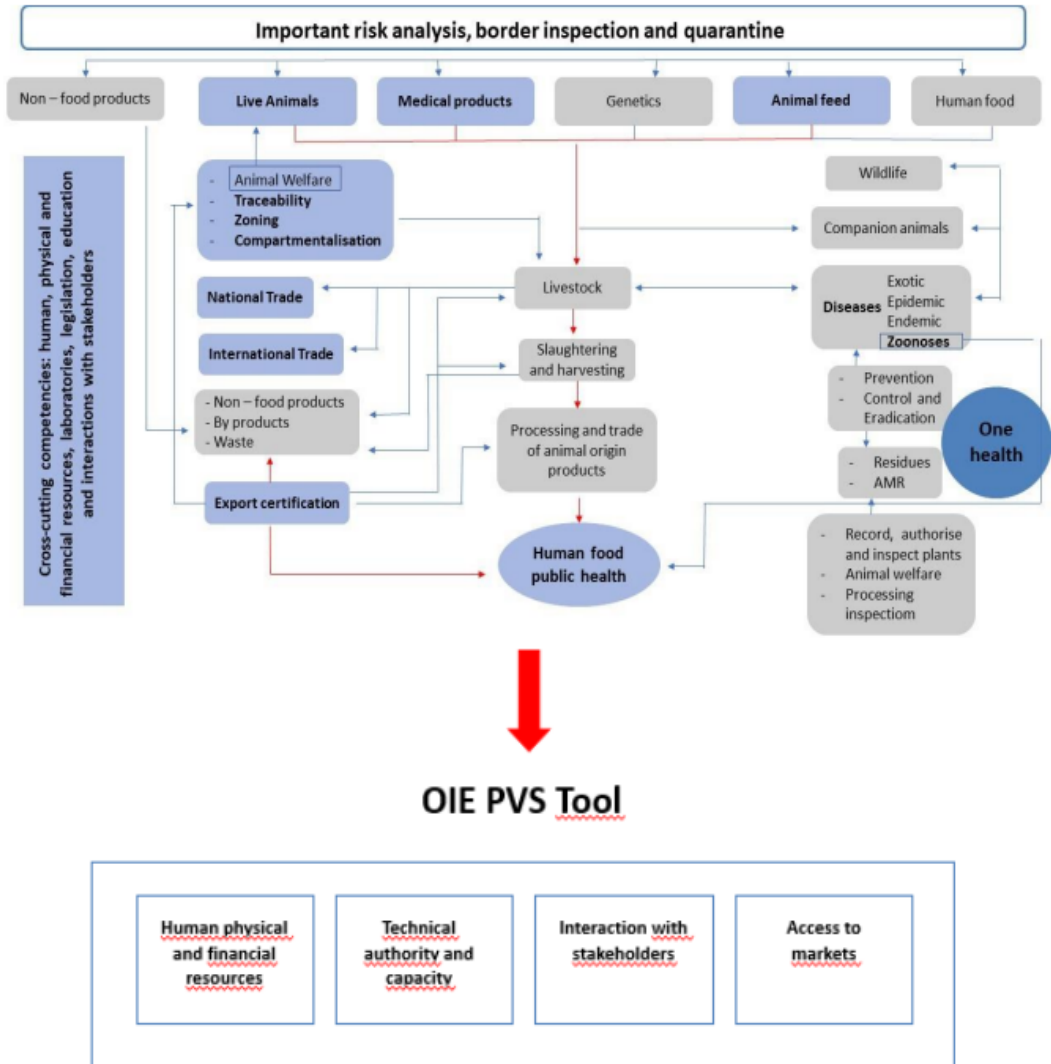 Important risk analysis, border inspection and quarantine
Non – food products
Live Animals
Medical products
Genetics
Animal feed
Human food
Cross-cutting competencies: human, physical and
financial resources, laboratories, legislation, education
and interactions with stakeholders
- Animal Welfare
- Traceability
- Zoning
- Compartmentalisation
Wildlife
Companion animals
National Trade
Livestock
Diseases
Exotic
Epidemic
Endemic
Zoonoses
International Trade
Slaughtering
and harvesting
- Prevention
- Control and
Eradication
- Non – food products
- By products
- Waste
Processing and trade
of animal origin
products
One
health
- Residues
- AMR
Export certification
Human food
public health
- Record, authorise
and inspect plants
- Animal welfare
- Processing
inspectiom
OIE PVS Tool
Human physical
and financial
resources
Technical
authority and
capacity
Interaction with
stakeholders
Access to
markets